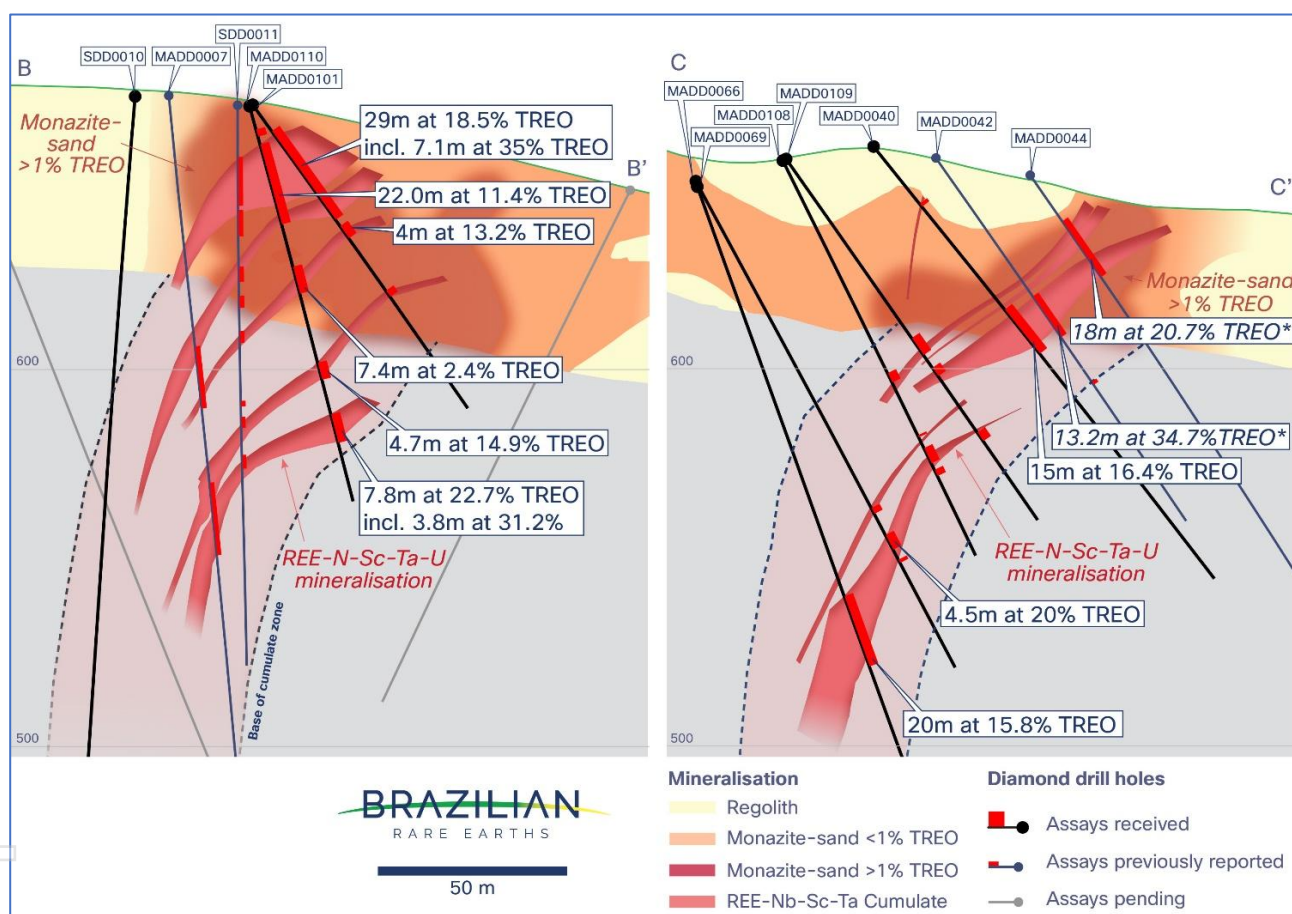 B
SDD0010
MADD0007
SDD0011
MADD0110
MADD0101
Monazite-
sand
>1% TREO
29m at 18.5% TREO
incl. 7.1m at 35% TREO
22.0m at 11.4% TREO
4m at 13.2% TREO
B'
600
7.4m at 2.4% TREO
4.7m at 14.9% TREO
7.8m at 22.7% TREO
incl. 3.8m at 31.2%
REE-N-Sc-Ta-U
mineralisation
Base of cumulate zone
500
C
MADD0066
MADD0069
MADD0108
MADD0109
MADD0040
MADD0042
MADD0044
C'
Monazite-sand
>1% TREO
600
18m at 20.7% TREO*
13.2m at 34.7%TREO*
15m at 16.4% TREO
REE-N-Sc-Ta-U
mineralisation
4.5m at 20% TREO
20m at 15.8% TREO
500
BRAZILIAN
RARE EARTHS
50 m
Mineralisation
Regolith
Monazite-sand <1% TREO
Monazite-sand >1% TREO
REE-Nb-Sc-Ta Cumulate
Diamond drill holes
Assays received
Assays previously reported
Assays pending